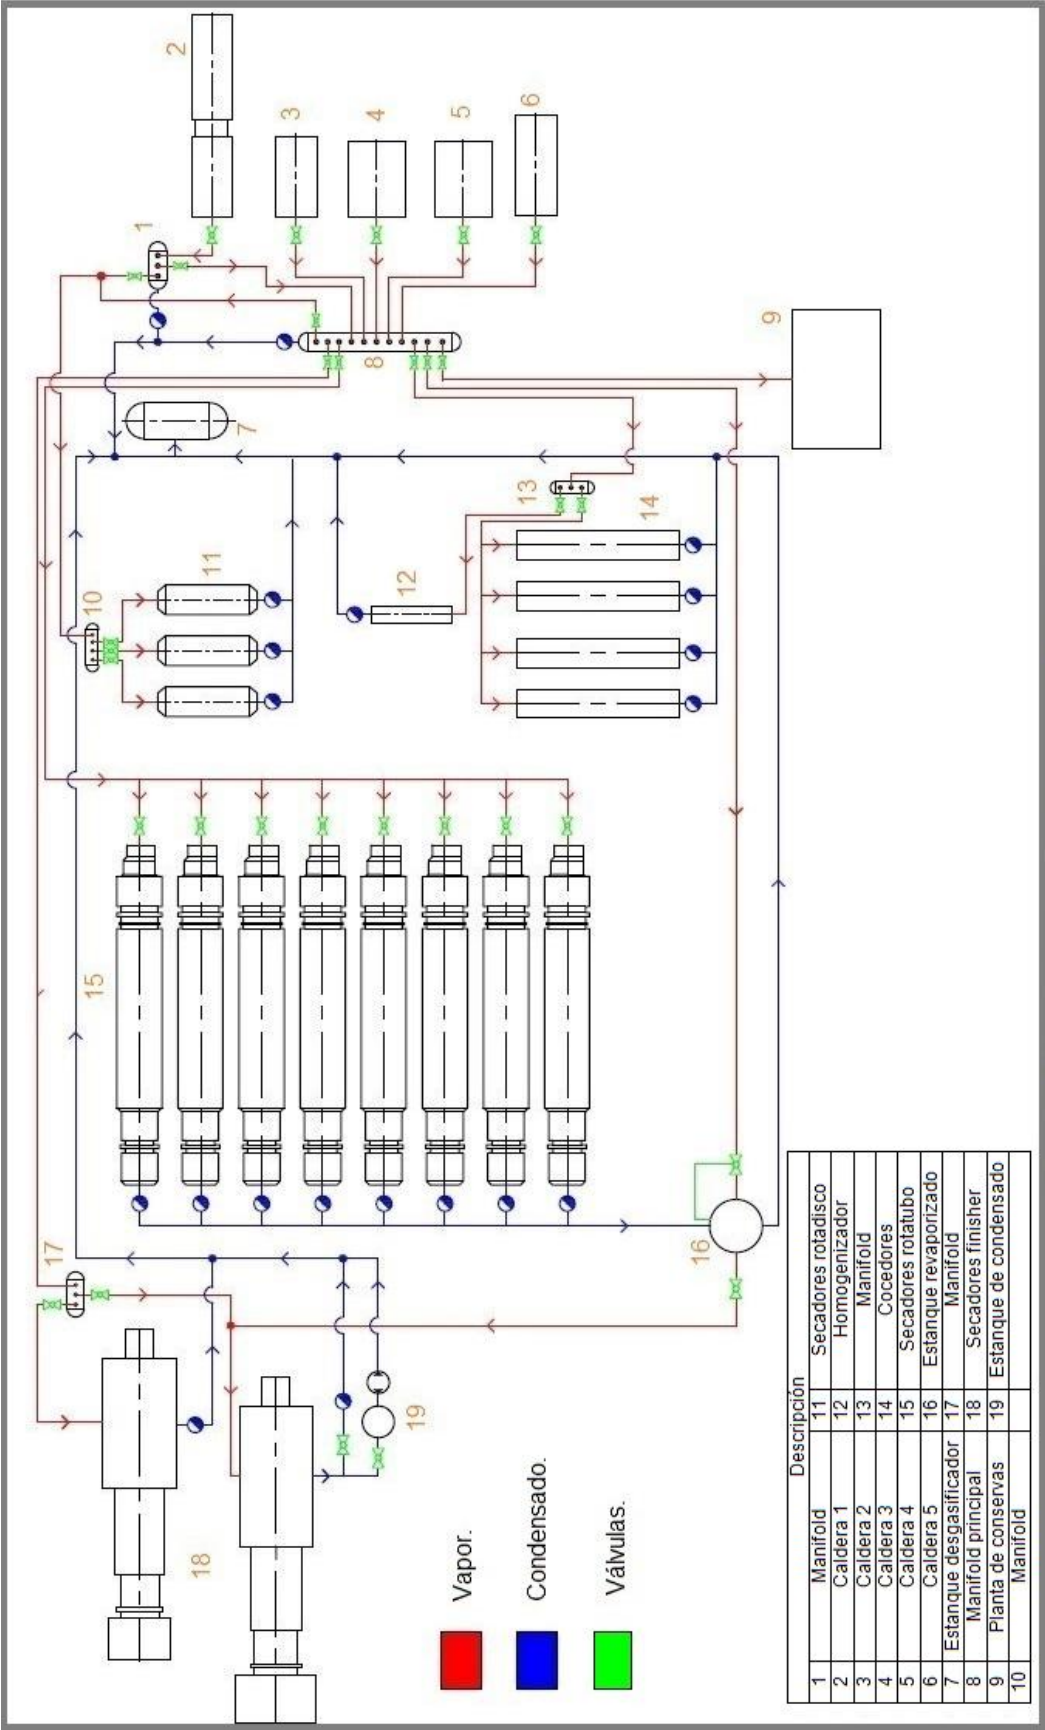 2
3
4
5
6
1
8
9
7
10
11
12
13
14
15
16
17
18
19
Vapor.
Condensado.
Válvulas.
Descripción
1 Manifold 11 Secadores rotadisco
2 Caldera 1 12 Homogenizador
3 Caldera 2 13 Manifold
4 Caldera 3 14 Cocedores
5 Caldera 4 15 Secadores rotatubo
6 Caldera 5 16 Estanque revaporizado
7 Estanque desgasificador 17 Manifold
8 Manifold principal 18 Secadores finisher
9 Planta de conservas 19 Estanque de condensado
10 Manifold